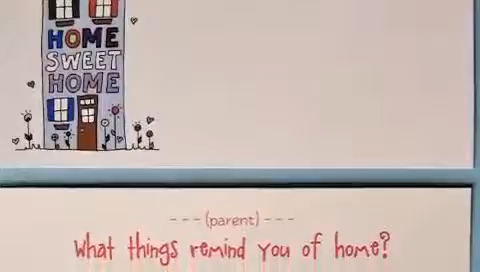 HOME
SWEET
HOME
- - - (parent) - - -
What things remind you of home?